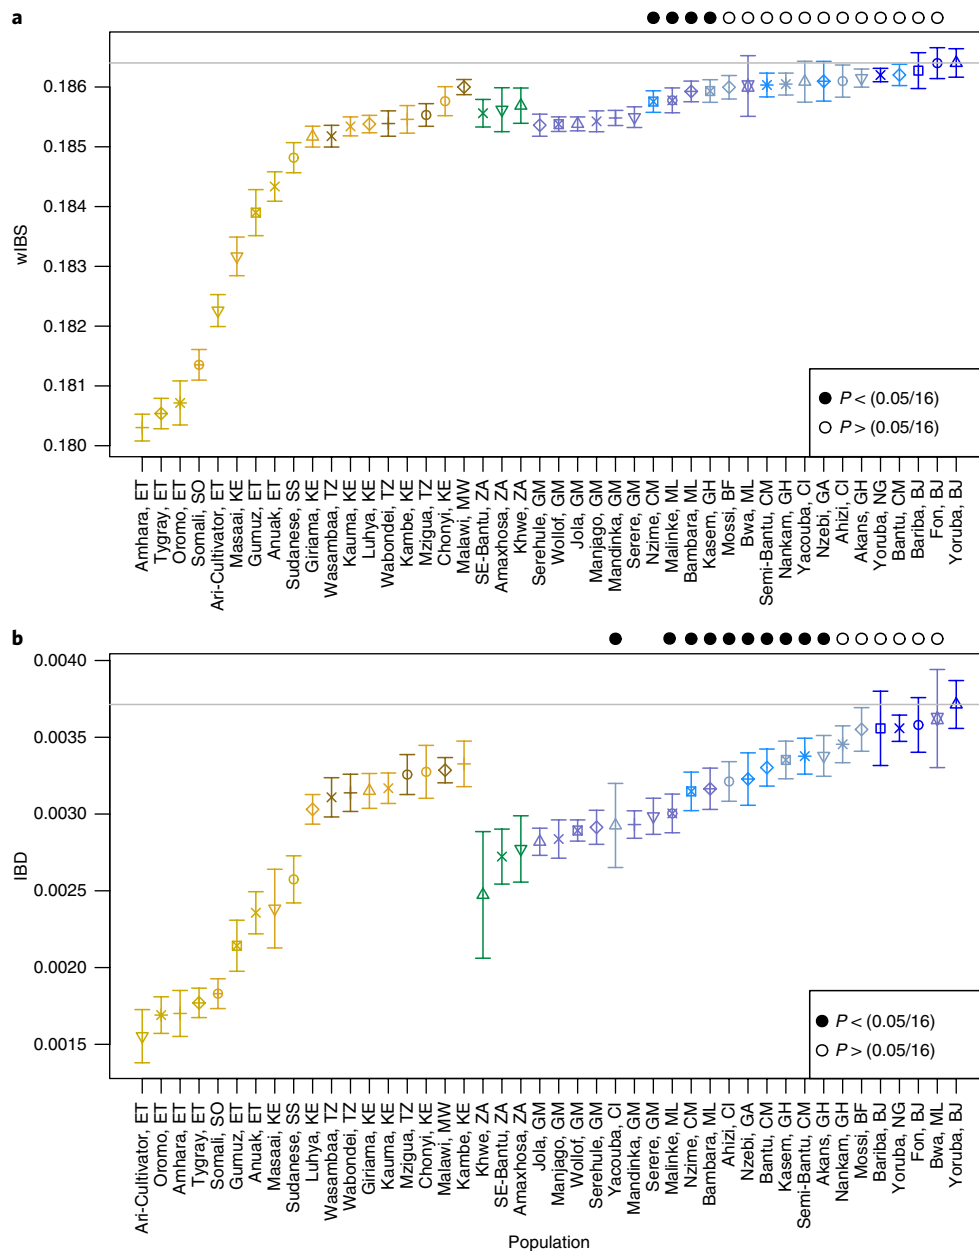 a
0.186
0.185
0.184
0.183
0.182
0.181
0.180
wIBS
P < (0.05/16)
P > (0.05/16)
Amhara, ET
Tygray, ET
Oromo, ET
Somali, SO
Ari-Cultivator, ET
Masaai, KE
Gumuz, ET
Anuak, ET
Sudanese, SS
Giriama, KE
Wasambaa, TZ
Kauma, KE
Luhya, KE
Wabondei, TZ
Kambe, KE
Mzigua, TZ
Chonyi, KE
Malawi, MW
SE-Bantu, ZA
Amaxhosa, ZA
Khwe, ZA
Serehule, GM
Wollof, GM
Jola, GM
Manjago, GM
Mandinka, GM
Serere, GM
Nzime, CM
Malinke, ML
Bambara, ML
Kasem, GH
Mossi, BF
Bwa, ML
Semi-Bantu, CM
Nankam, GH
Yacouba, CI
Nzebi, GA
Ahizi, CI
Akans, GH
Yoruba, NG
Bantu, CM
Bariba, BJ
Fon, BJ
Yoruba, BJ
b
0.0040
0.0035
0.0030
0.0025
0.0020
0.0015
IBD
P < (0.05/16)
P > (0.05/16)
Ari-Cultivator, ET
Oromo, ET
Amhara, ET
Tygray, ET
Somali, SO
Gumuz, ET
Anuak, ET
Masaai, KE
Sudanese, SS
Luhya, KE
Wasambaa, TZ
Wabondei, TZ
Giriama, KE
Kauma, KE
Mzigua, TZ
Chonyi, KE
Malawi, MW
Kambe, KE
Khwe, ZA
SE-Bantu, ZA
Amaxhosa, ZA
Jola, GM
Manjago, GM
Wollof, GM
Serehule, GM
Yacouba, CI
Mandinka, GM
Serere, GM
Malinke, ML
Nzime, CM
Bambara, ML
Ahizi, CI
Nzebi, GA
Bantu, CM
Kasem, GH
Semi-Bantu, CM
Akans, GH
Nankam, GH
Mossi, BF
Bariba, BJ
Yoruba, NG
Fon, BJ
Bwa, ML
Yoruba, BJ
Population